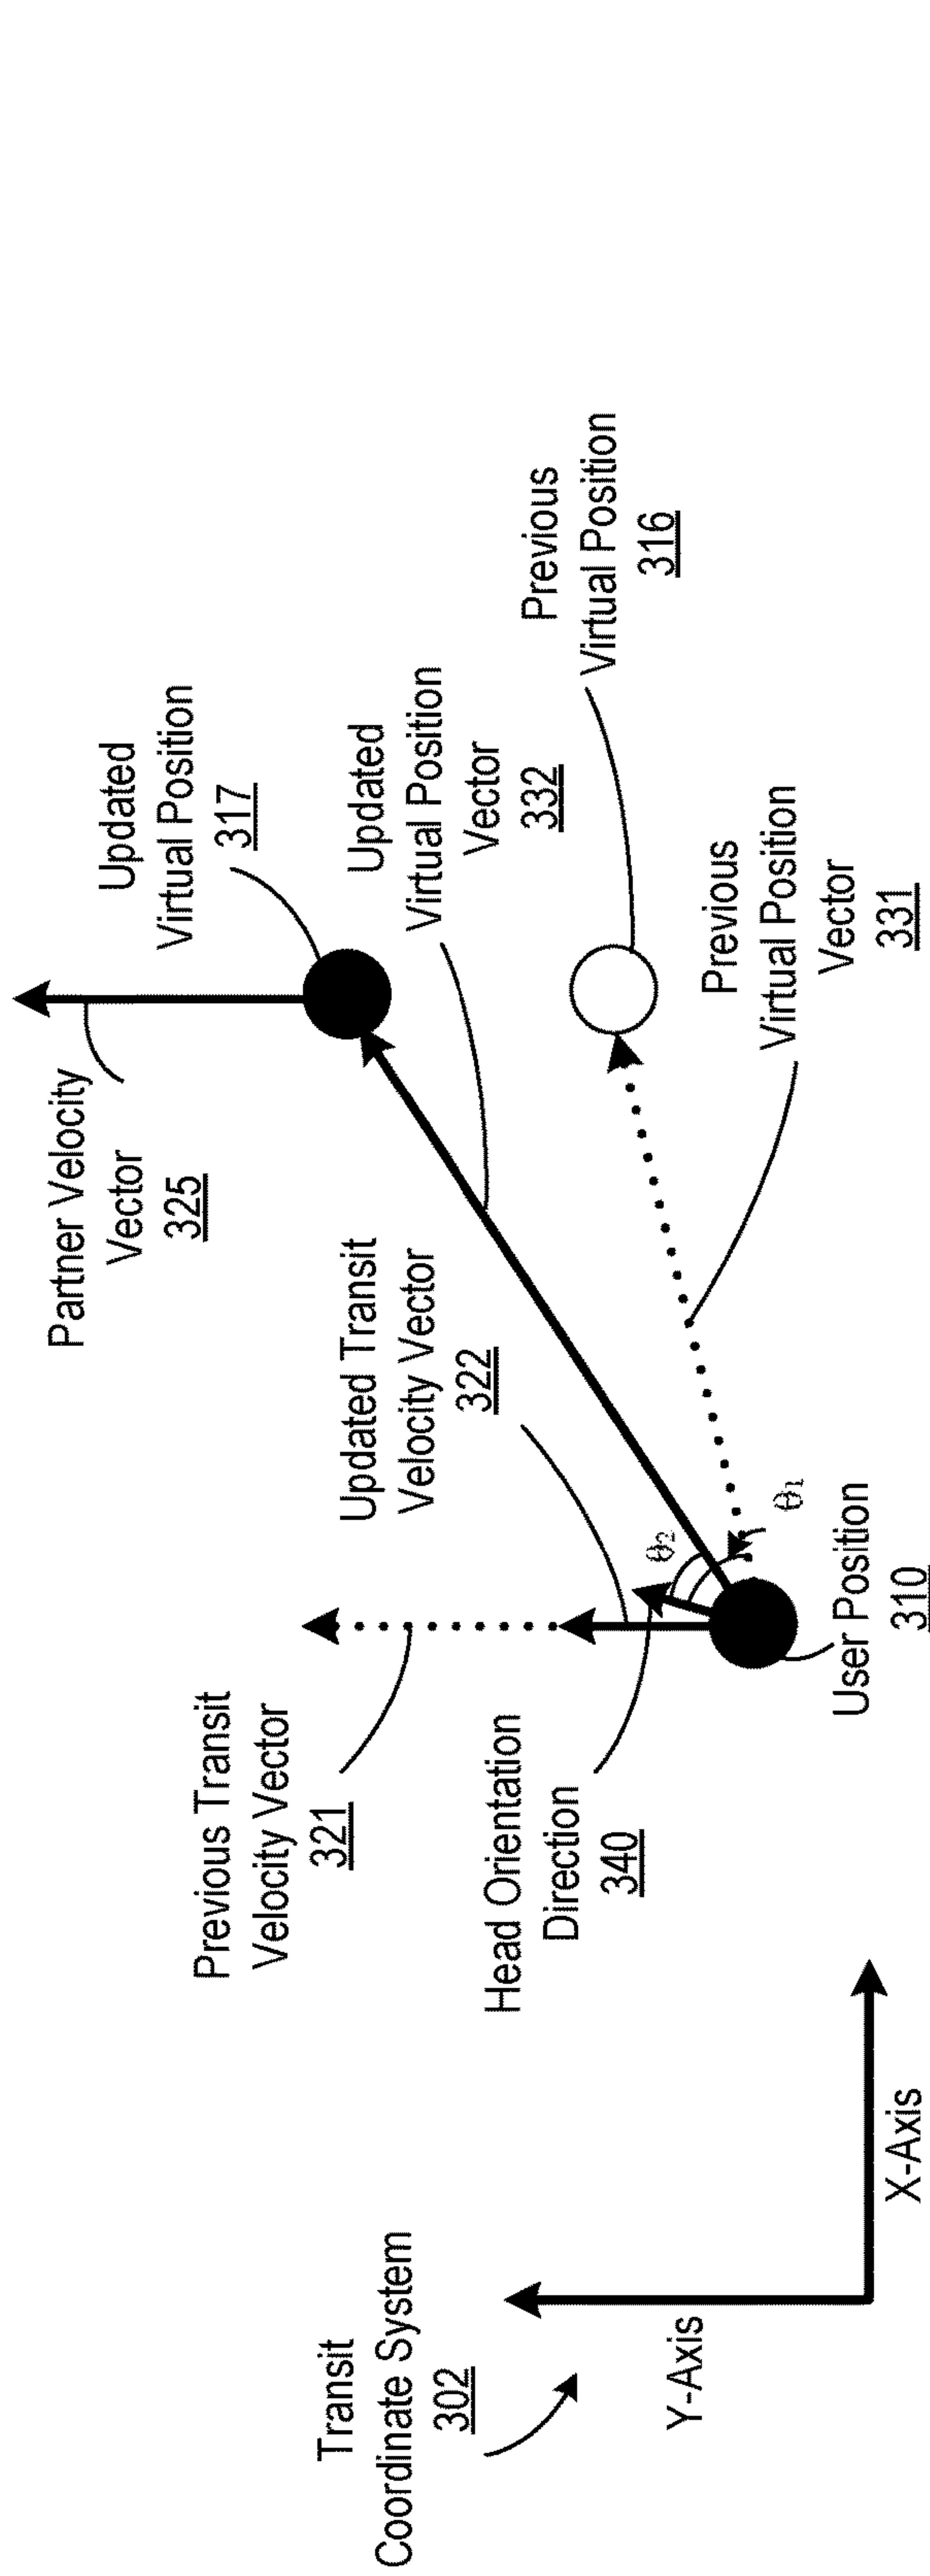 Transit
Coordinate System
302
Y-Axis
X-Axis
Previous Transit
Velocity Vector
321
Head Orientation
Direction
340
User Position
310
θ1
θ2
Updated Transit
Velocity Vector
322
Partner Velocity
Vector
325
Updated
Virtual Position
317
Updated
Virtual Position
Vector
332
Previous
Virtual Position
Vector
331
Previous
Virtual Position
316